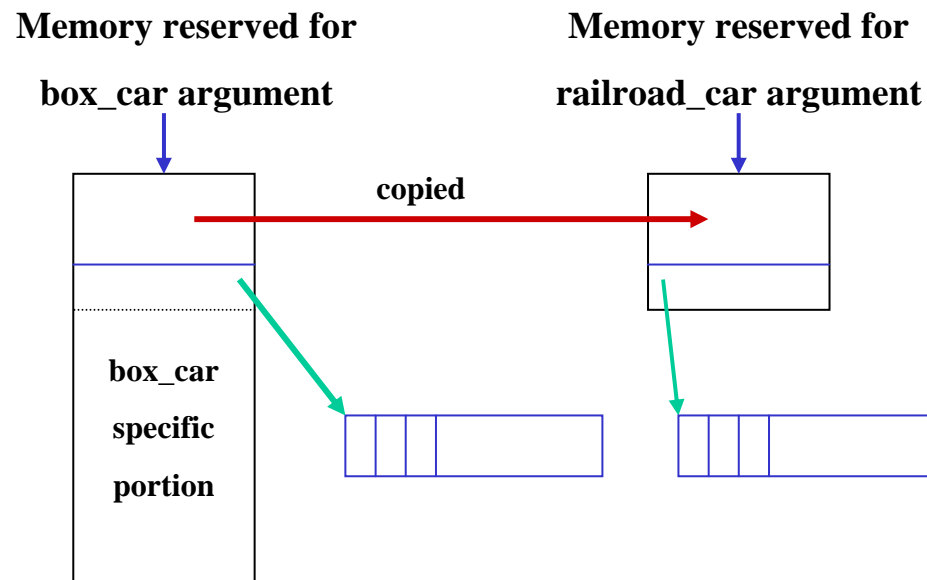 Memory reserved for
box_car argument
Memory reserved for
railroad_car argument
copied
box_car
specific
portion